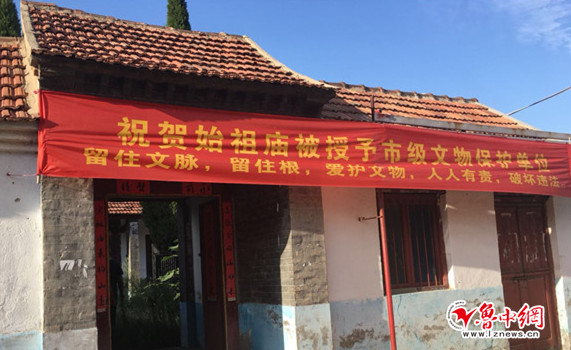 祝贺始祖庙被授予市级文物保护单位
留住文脉，留住根，爱护文物，人人有责，破坏违法
鲁中網
www.lznews.cn